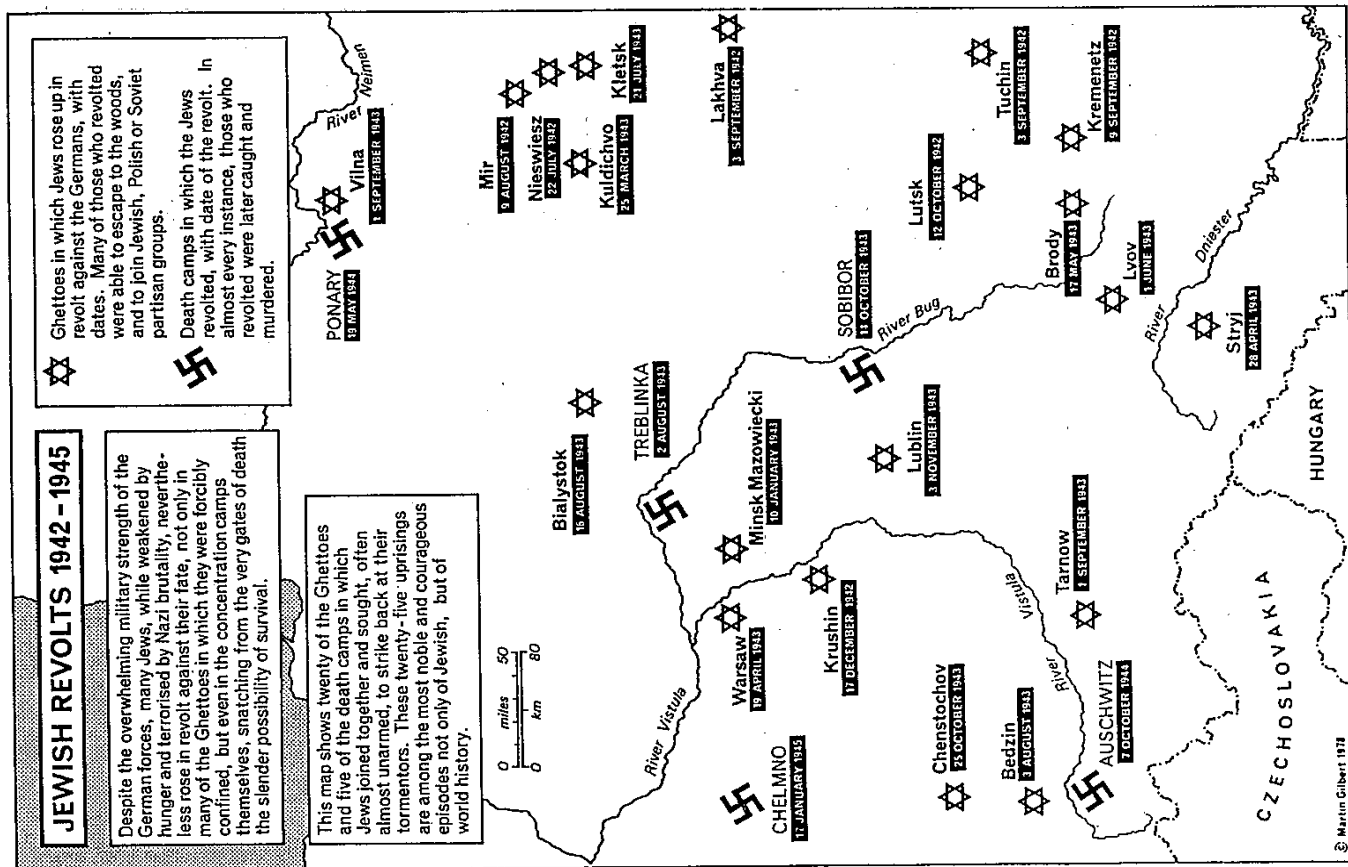 JEWISH REVOLTS 1942-1945
Despite the overwhelming military strength of the
German forces, many Jews, while weakened by
hunger and terrorised by Nazi brutality, neverthe-
less rose in revolt against their fate, not only in
many of the Ghettoes in which they were forcibly
confined, but even in the concentration camps
themselves, snatching from the very gates of death
the slender possibility of survival.
This map shows twenty of the Ghettoes
and five of the death camps in which
Jews joined together and sought, often
almost unarmed, to strike back at their
tormentors. These twenty-five uprisings
are among the most noble and courageous
episodes not only of Jewish, but of
world history.
Ghettoes in which Jews rose up in
revolt against the Germans, with
dates. Many of those who revolted
were able to escape to the woods,
and to join Jewish, Polish or Soviet
partisan groups.
Death camps in which the Jews
revolted, with date of the revolt. In
almost every instance, those who
revolted were later caught and
murdered.
0 miles 50
0 km 80
River Neimen
Vilna
1 SEPTEMBER 1943
PONARY
19 MAY 1944
Mir
9 AUGUST 1942
Nieswiesz
22 JULY 1942
Kuldichvo
25 MARCH 1943
Kletsk
21 JULY 1943
Bialystok
16 AUGUST 1943
TREBLINKA
2 AUGUST 1943
Lakhva
3 SEPTEMBER 1942
River Vistula
Warsaw
19 APRIL 1943
Minsk Mazowiecki
10 JANUARY 1943
CHELMNO
17 JANUARY 1945
Krushin
17 DECEMBER 1942
SOBIBOR
River Bug
Lublin
3 NOVEMBER 1943
Lutsk
12 OCTOBER 1942
Tuchin
3 SEPTEMBER 1942
Chenstochov
25 OCTOBER 1943
Bedzin
3 AUGUST 1943
River Vistula
Tarnow
1 SEPTEMBER 1943
Brody
17 MAY 1943
Kremenetz
9 SEPTEMBER 1942
AUSCHWITZ
7 OCTOBER 1944
Lvov
1 JUNE 1943
River Dniester
Stryj
28 APRIL 1943
CZECHOSLOVAKIA
HUNGARY
© Martin Gilbert 1978